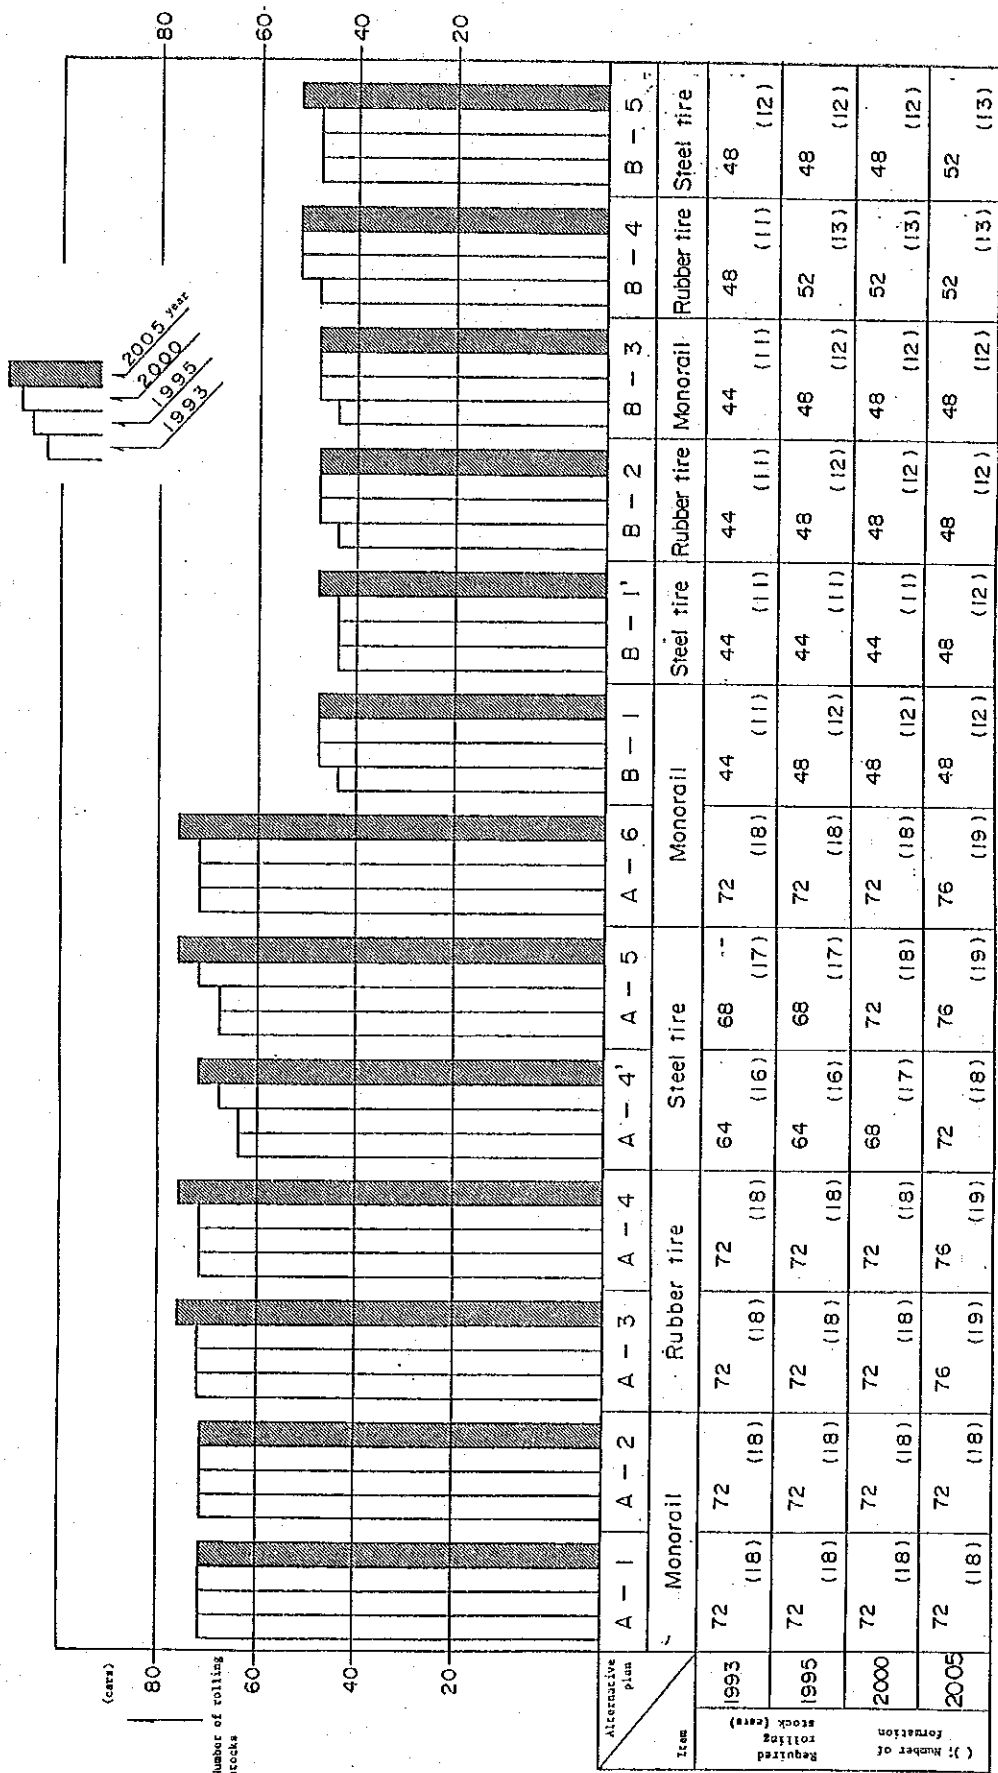 (cars)
Number of rolling
stocks
80
60
40
20
80
60
40
20
2005 year
2000
1995
1993
Alternative plan
Item
A - 1
A - 2
A - 3
A - 4
A - 4'
A - 5
A - 6
B - 1
B - 1'
B - 2
B - 3
B - 4
B - 5
Monorail
Rubber tire
Steel tire
Monorail
Steel tire
Rubber tire
Monorail
Rubber tire
Steel tire
Required rolling stock (cars)
( ); Number of formation
1993
72 (18)
72 (18)
72 (18)
72 (18)
64 (16)
68 (17)
72 (18)
44 (11)
44 (11)
44 (11)
44 (11)
48 (11)
48 (12)
1995
72 (18)
72 (18)
72 (18)
72 (18)
64 (16)
68 (17)
72 (18)
48 (12)
44 (11)
48 (12)
48 (12)
52 (13)
48 (12)
2000
72 (18)
72 (18)
72 (18)
72 (18)
68 (17)
72 (18)
72 (18)
48 (12)
44 (11)
48 (12)
48 (12)
52 (13)
48 (12)
2005
72 (18)
72 (18)
76 (19)
76 (19)
72 (18)
76 (19)
76 (19)
48 (12)
48 (12)
48 (12)
48 (12)
52 (13)
52 (13)